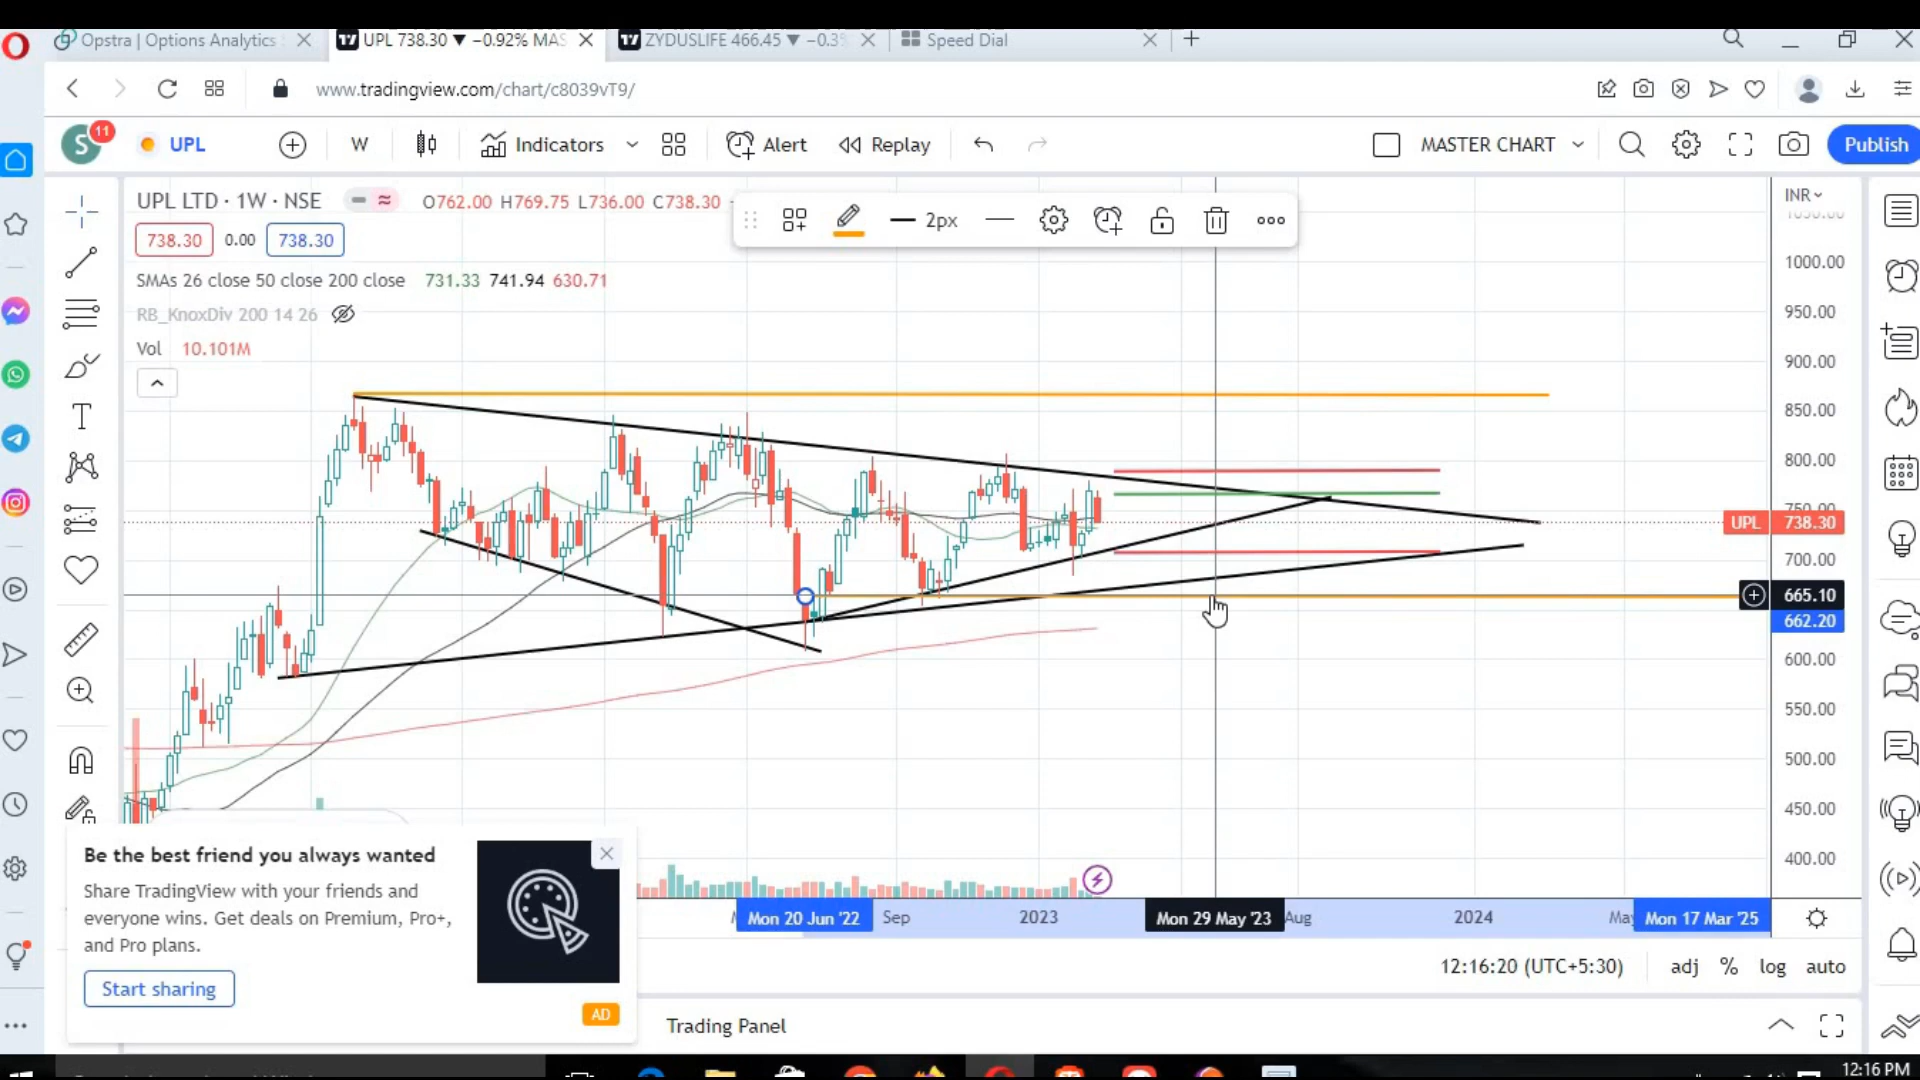 Opstra | Options Analytics
UPL 738.30 ▼ −0.92% MAS
ZYDUSLIFE 466.45 ▼ −0.3
Speed Dial
www.tradingview.com/chart/c8039vT9/
S
11
UPL
W
Indicators
Alert
Replay
MASTER CHART
Publish
UPL LTD · 1W · NSE
O762.00 H769.75 L736.00 C738.30
INR
2px
738.30
0.00
738.30
SMAs 26 close 50 close 200 close 731.33 741.94 630.71
RB_KnoxDiv 200 14 26
Vol 10.101M
1000.00
950.00
900.00
850.00
800.00
UPL 738.30
700.00
665.10
662.20
600.00
550.00
500.00
450.00
400.00
Be the best friend you always wanted
Share TradingView with your friends and
everyone wins. Get deals on Premium, Pro+,
and Pro plans.
Start sharing
AD
Mon 20 Jun '22
Sep
2023
Mon 29 May '23
Aug
2024
Mon 17 Mar '25
12:16:20 (UTC+5:30)
adj
%
log
auto
Trading Panel
12:16 PM